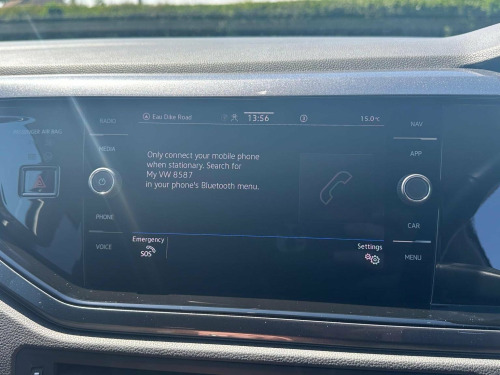 RADIO
Eau Dike Road
13:56
15.0°C
NAV
MEDIA
APP
Only connect your mobile phone
when stationary. Search for
My VW 8587
in your phone's Bluetooth menu.
PHONE
CAR
VOICE
Emergency
SOS
Settings
MENU